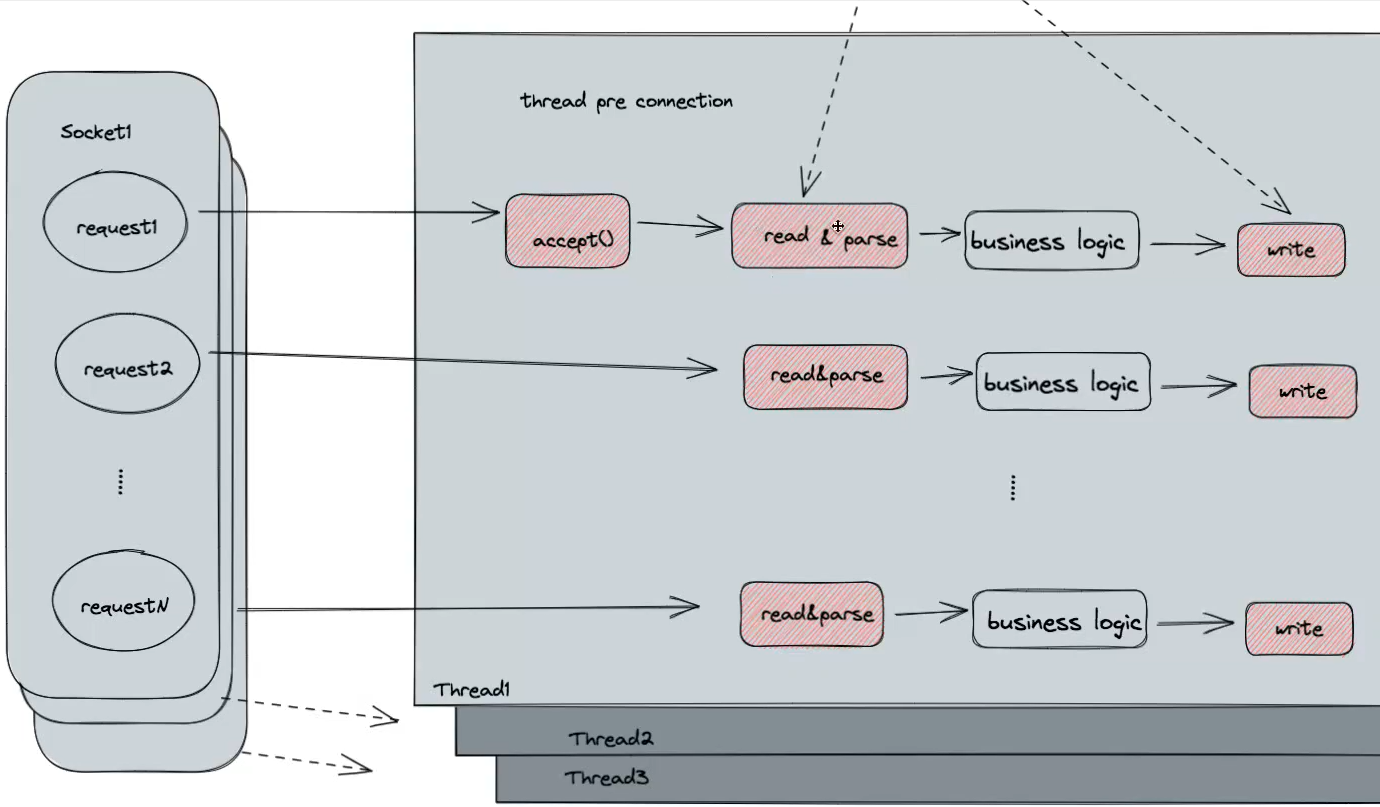 thread pre connection
Socket1
request1
accept()
read & parse
business logic
write
request2
read&parse
business logic
write
requestN
read&parse
business logic
write
Thread1
Thread2
Thread3